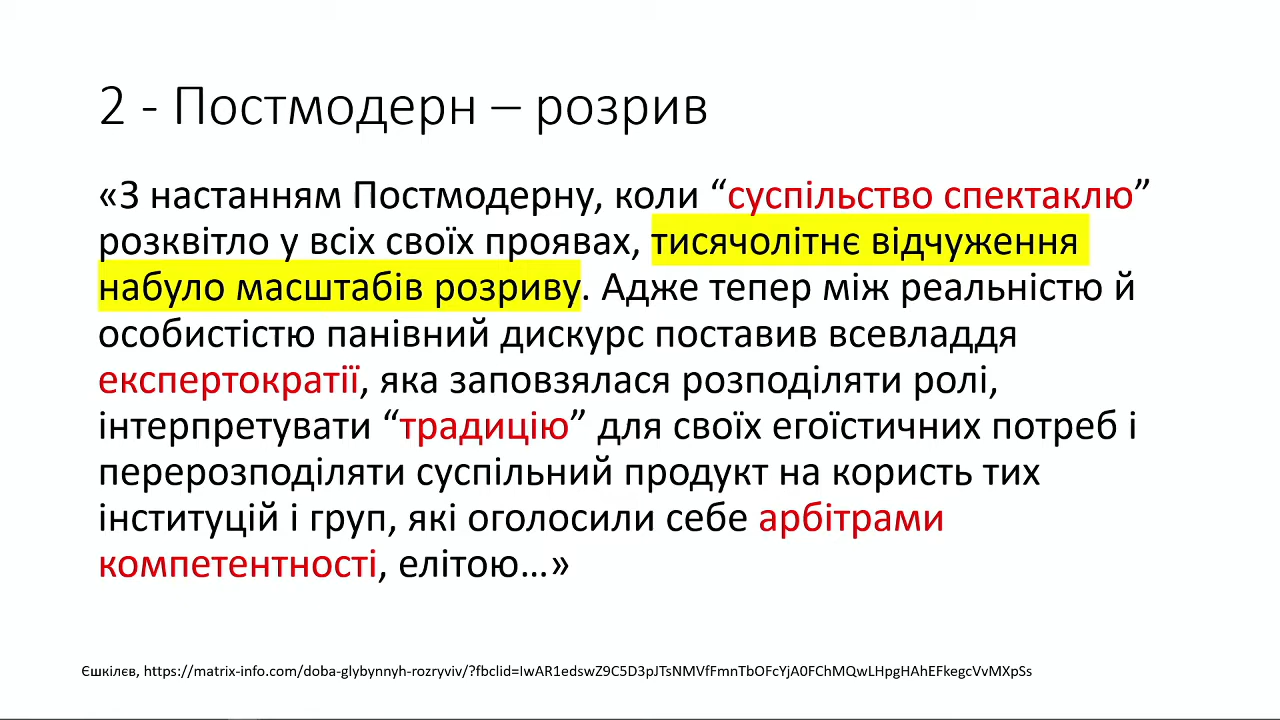 2 - Постмодерн – розрив
«З настанням Постмодерну, коли “суспільство спектаклю”
розквітло у всіх своїх проявах, тисячолітнє відчуження
набуло масштабів розриву. Адже тепер між реальністю й
особистістю панівний дискурс поставив всевладдя
експертократії, яка заповзялася розподіляти ролі,
інтерпретувати “традицію” для своїх егоїстичних потреб і
перерозподіляти суспільний продукт на користь тих
інституцій і груп, які оголосили себе арбітрами
компетентності, елітою…»
Єшкілєв, https://matrix-info.com/doba-glybynnyh-rozryviv/?fbclid=IwAR1edswZ9C5D3pJTsNMVfFmnTbOFcYjA0FChMQwLHpgHAhEFkegcVvMXpSs